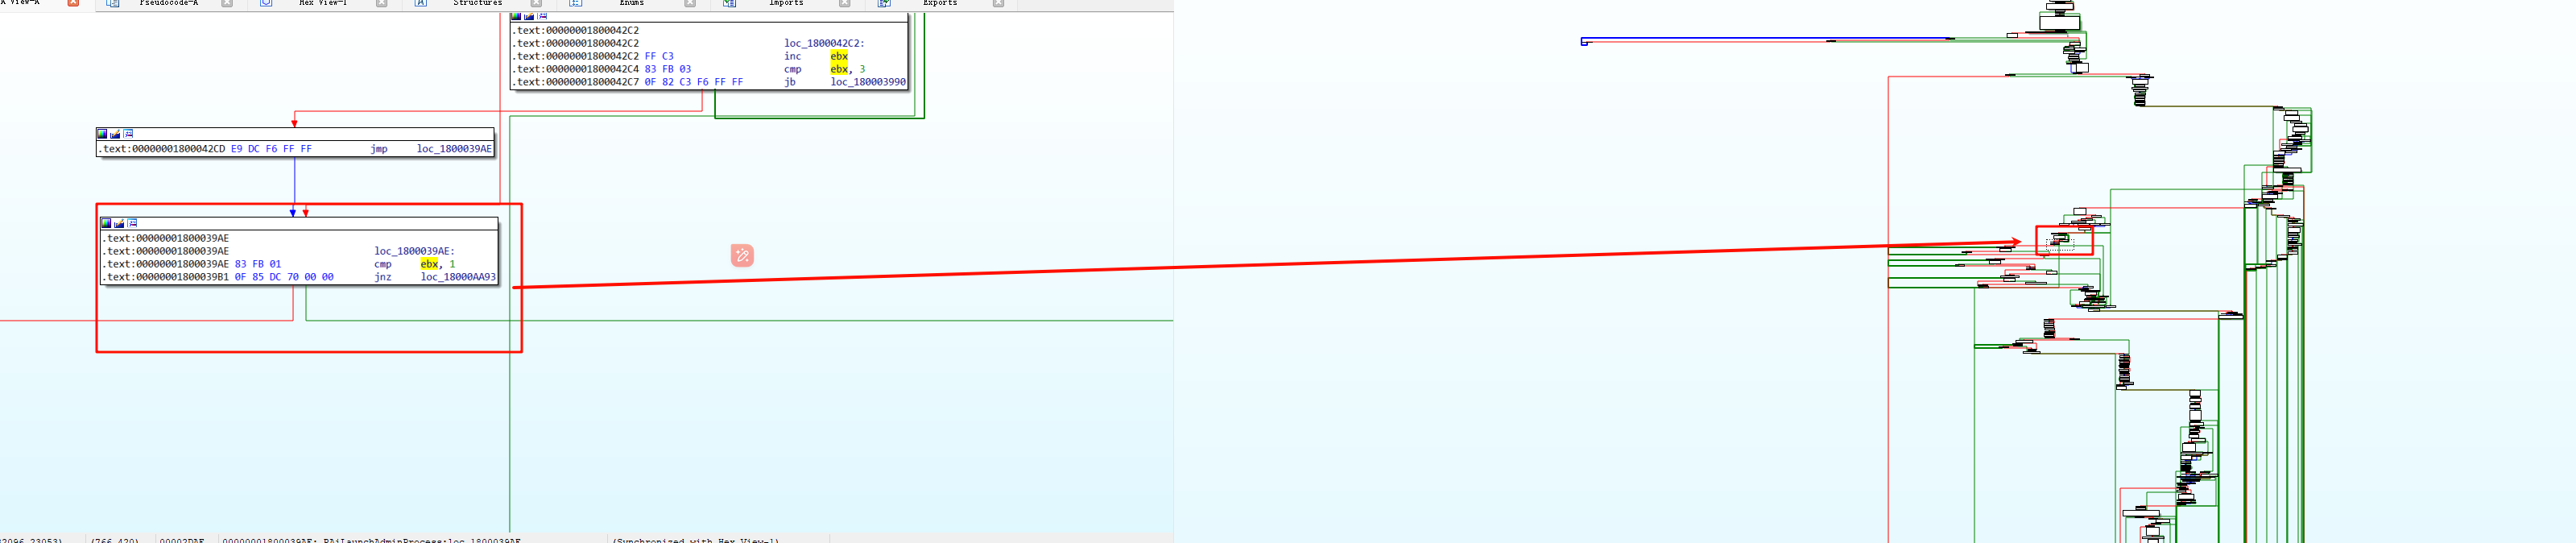 Pseudocode-A
Hex View-1
Structures
Enums
Imports
Exports
.text:00000001800042C2
.text:00000001800042C2 loc_1800042C2:
.text:00000001800042C2 FF C3 inc ebx
.text:00000001800042C4 83 FB 03 cmp ebx, 3
.text:00000001800042C7 0F 82 C3 F6 FF FF jb loc_180003990
.text:00000001800042CD E9 DC F6 FF FF jmp loc_1800039AE
.text:00000001800039AE
.text:00000001800039AE loc_1800039AE:
.text:00000001800039AE 83 FB 01 cmp ebx, 1
.text:00000001800039B1 0F 85 DC 70 00 00 jnz loc_18000AA93
(766,420) 00002DAE 00000001800039AE: RAiLaunchAdminProcess:loc_1800039AE (Synchronized with Hex View-1)